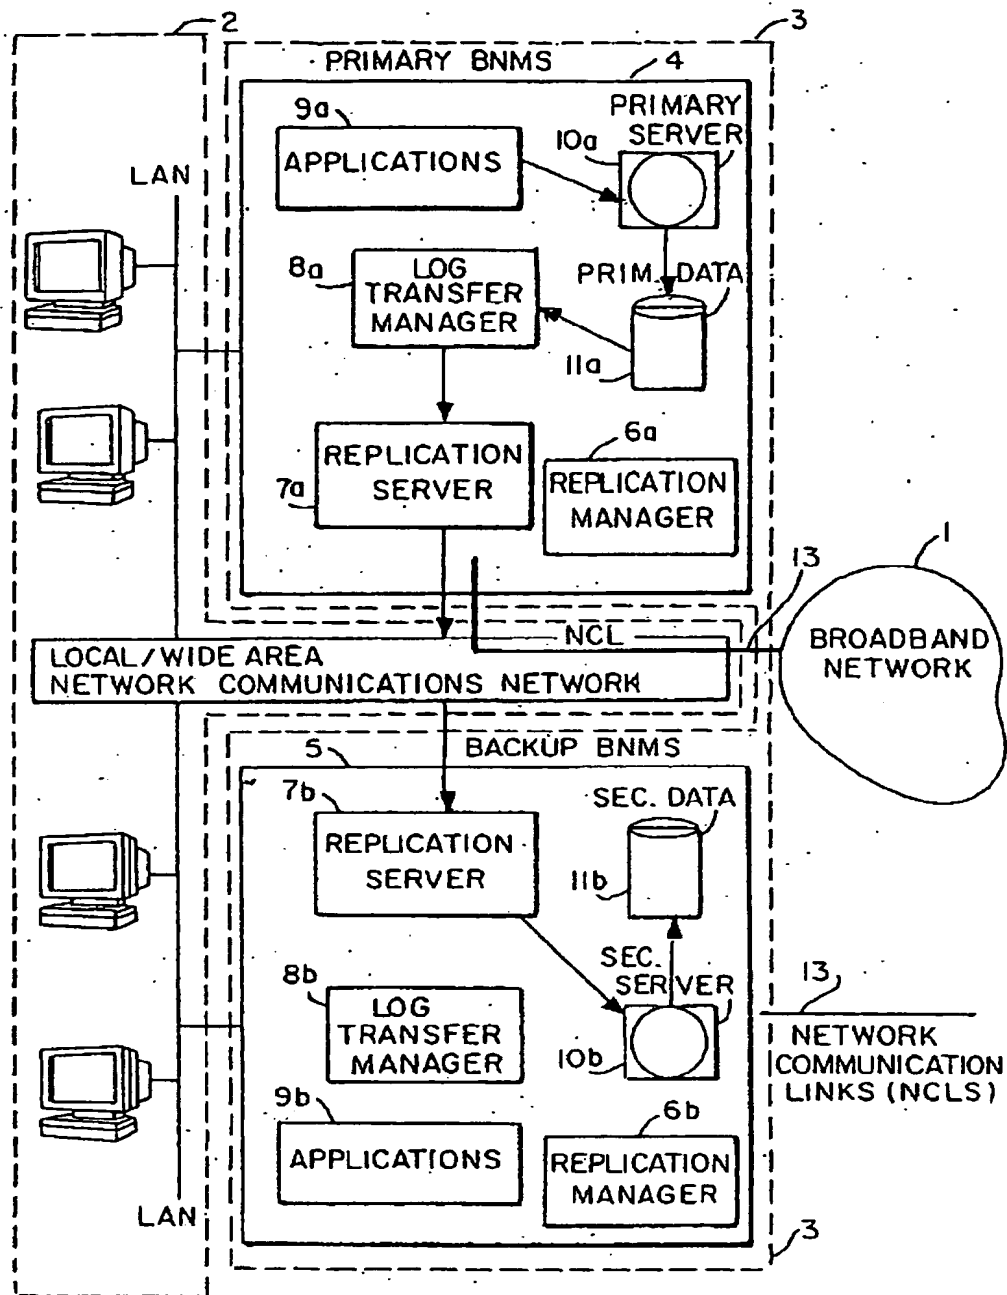 2
3
PRIMARY BNMS
4
9a
PRIMARY
SERVER
10a
APPLICATIONS
LAN
8a
LOG
TRANSFER
MANAGER
PRIM. DATA
11a
6a
REPLICATION
SERVER
7a
REPLICATION
MANAGER
1
13
NCL
BROADBAND
NETWORK
LOCAL/WIDE AREA
NETWORK COMMUNICATIONS NETWORK
5
BACKUP BNMS
7b
SEC. DATA
REPLICATION
SERVER
11b
SEC.
SERVER
8b
LOG
TRANSFER
MANAGER
10b
13
NETWORK
COMMUNICATION
LINKS (NCLS)
9b
6b
APPLICATIONS
REPLICATION
MANAGER
LAN
3